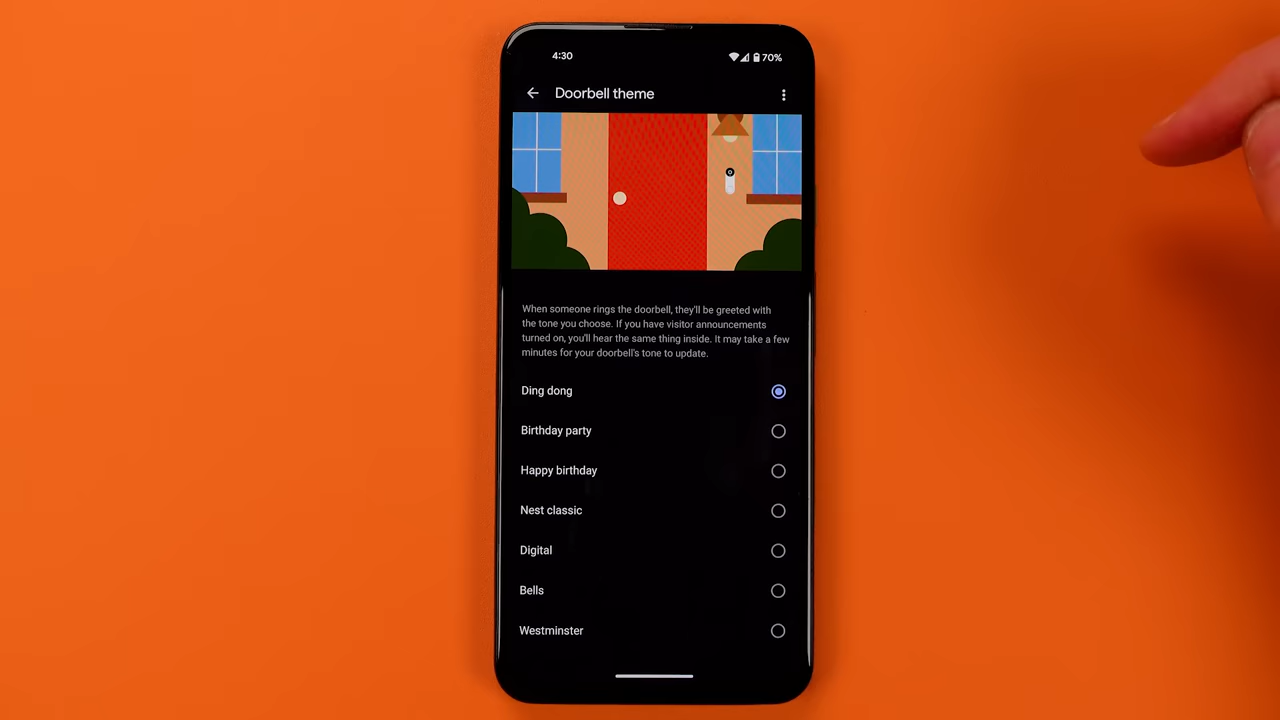 4:30
70%
Doorbell theme
When someone rings the doorbell, they'll be greeted with
the tone you choose. If you have visitor announcements
turned on, you'll hear the same thing inside. It may take a few
minutes for your doorbell's tone to update.
Ding dong
Birthday party
Happy birthday
Nest classic
Digital
Bells
Westminster